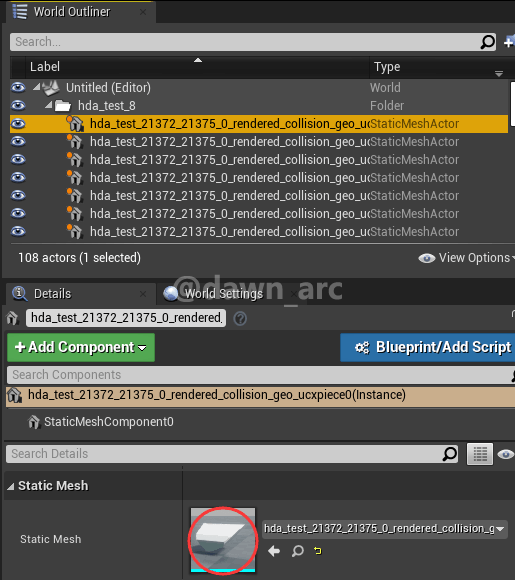 World Outliner
Search...
Label Type
Untitled (Editor) World
hda_test_8 Folder
hda_test_21372_21375_0_rendered_collision_geo_uc StaticMeshActor
hda_test_21372_21375_0_rendered_collision_geo_uc StaticMeshActor
hda_test_21372_21375_0_rendered_collision_geo_uc StaticMeshActor
hda_test_21372_21375_0_rendered_collision_geo_uc StaticMeshActor
hda_test_21372_21375_0_rendered_collision_geo_uc StaticMeshActor
hda_test_21372_21375_0_rendered_collision_geo_uc StaticMeshActor
hda_test_21372_21375_0_rendered_collision_geo_uc StaticMeshActor
108 actors (1 selected) View Options
@dawn_arc
Details World Settings
hda_test_21372_21375_0_rendered_
+ Add Component Blueprint/Add Script
Search Components
hda_test_21372_21375_0_rendered_collision_geo_ucxpiece0(Instance)
StaticMeshComponent0
Search Details
Static Mesh
Static Mesh hda_test_21372_21375_0_rendered_collision_g